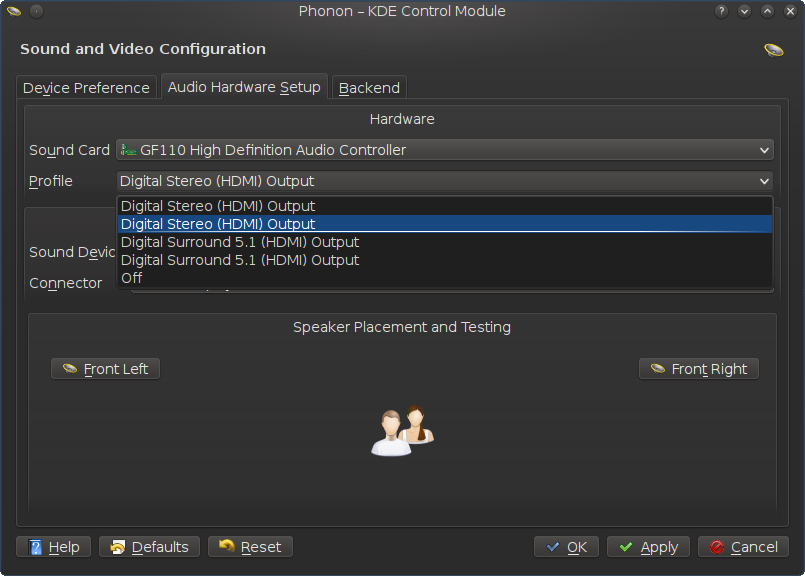 Phonon – KDE Control Module
Sound and Video Configuration
Device Preference
Audio Hardware Setup
Backend
Hardware
Sound Card
GF110 High Definition Audio Controller
Profile
Digital Stereo (HDMI) Output
Digital Stereo (HDMI) Output
Digital Stereo (HDMI) Output
Digital Surround 5.1 (HDMI) Output
Digital Surround 5.1 (HDMI) Output
Off
Sound Devic
Connector
Speaker Placement and Testing
Front Left
Front Right
Help
Defaults
Reset
OK
Apply
Cancel